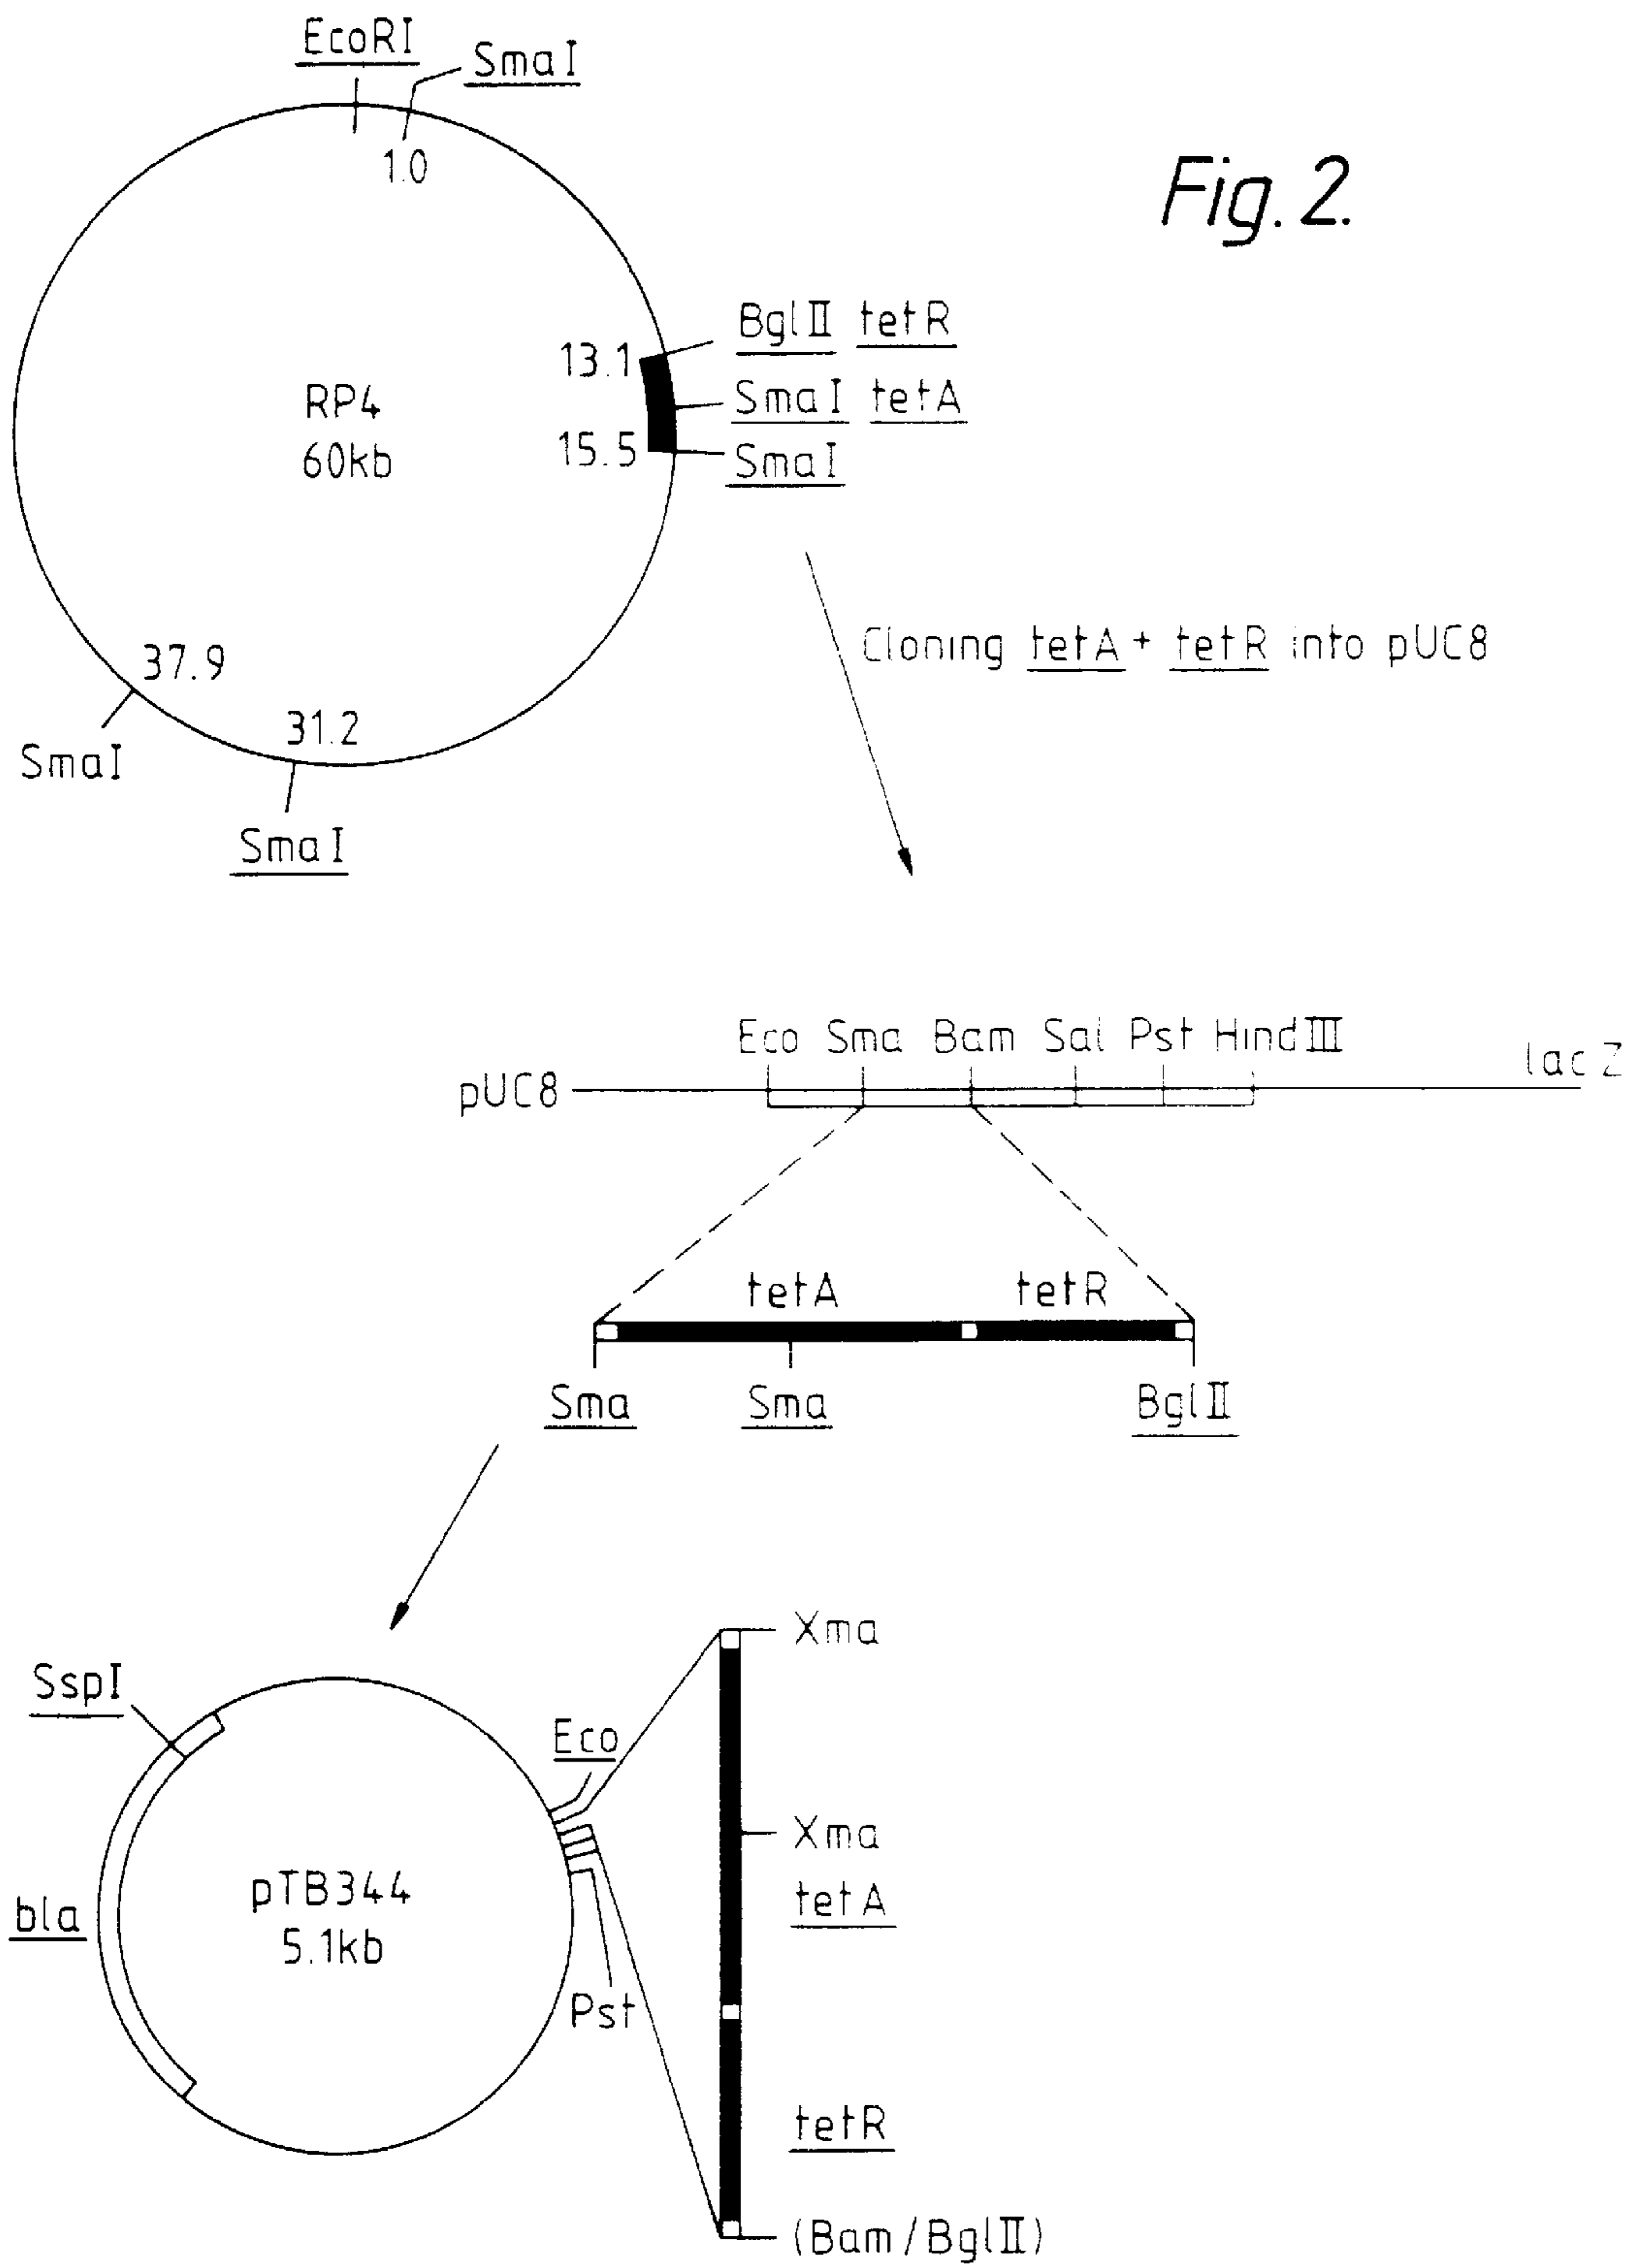 EcoRI
SmaI
1.0
Fig. 2.
BglII tetR
13.1
SmaI tetA
RP4
60kb
15.5
SmaI
Cloning tetA + tetR into pUC8
37.9
SmaI
31.2
SmaI
Eco Sma Bam Sal Pst HindIII
lac Z
pUC8
tetA tetR
Sma Sma BglII
Xma
SspI
Eco
Xma
tetA
pTB344
5.1kb
bla
Pst
tetR
(Bam/BglII)